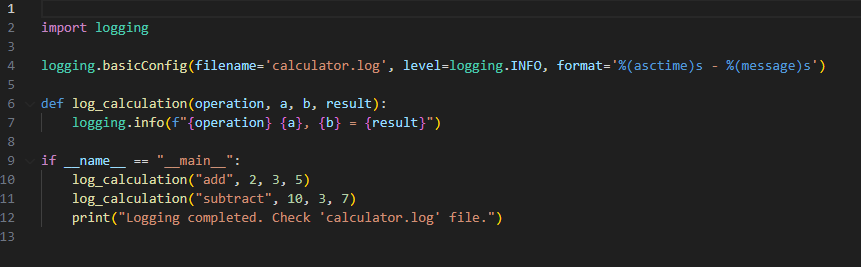 1
2 import logging
3
4 logging.basicConfig(filename='calculator.log', level=logging.INFO, format='%(asctime)s - %(message)s')
5
6 def log_calculation(operation, a, b, result):
7     logging.info(f"{operation} {a}, {b} = {result}")
8
9 if __name__ == "__main__":
10     log_calculation("add", 2, 3, 5)
11     log_calculation("subtract", 10, 3, 7)
12     print("Logging completed. Check 'calculator.log' file.")
13